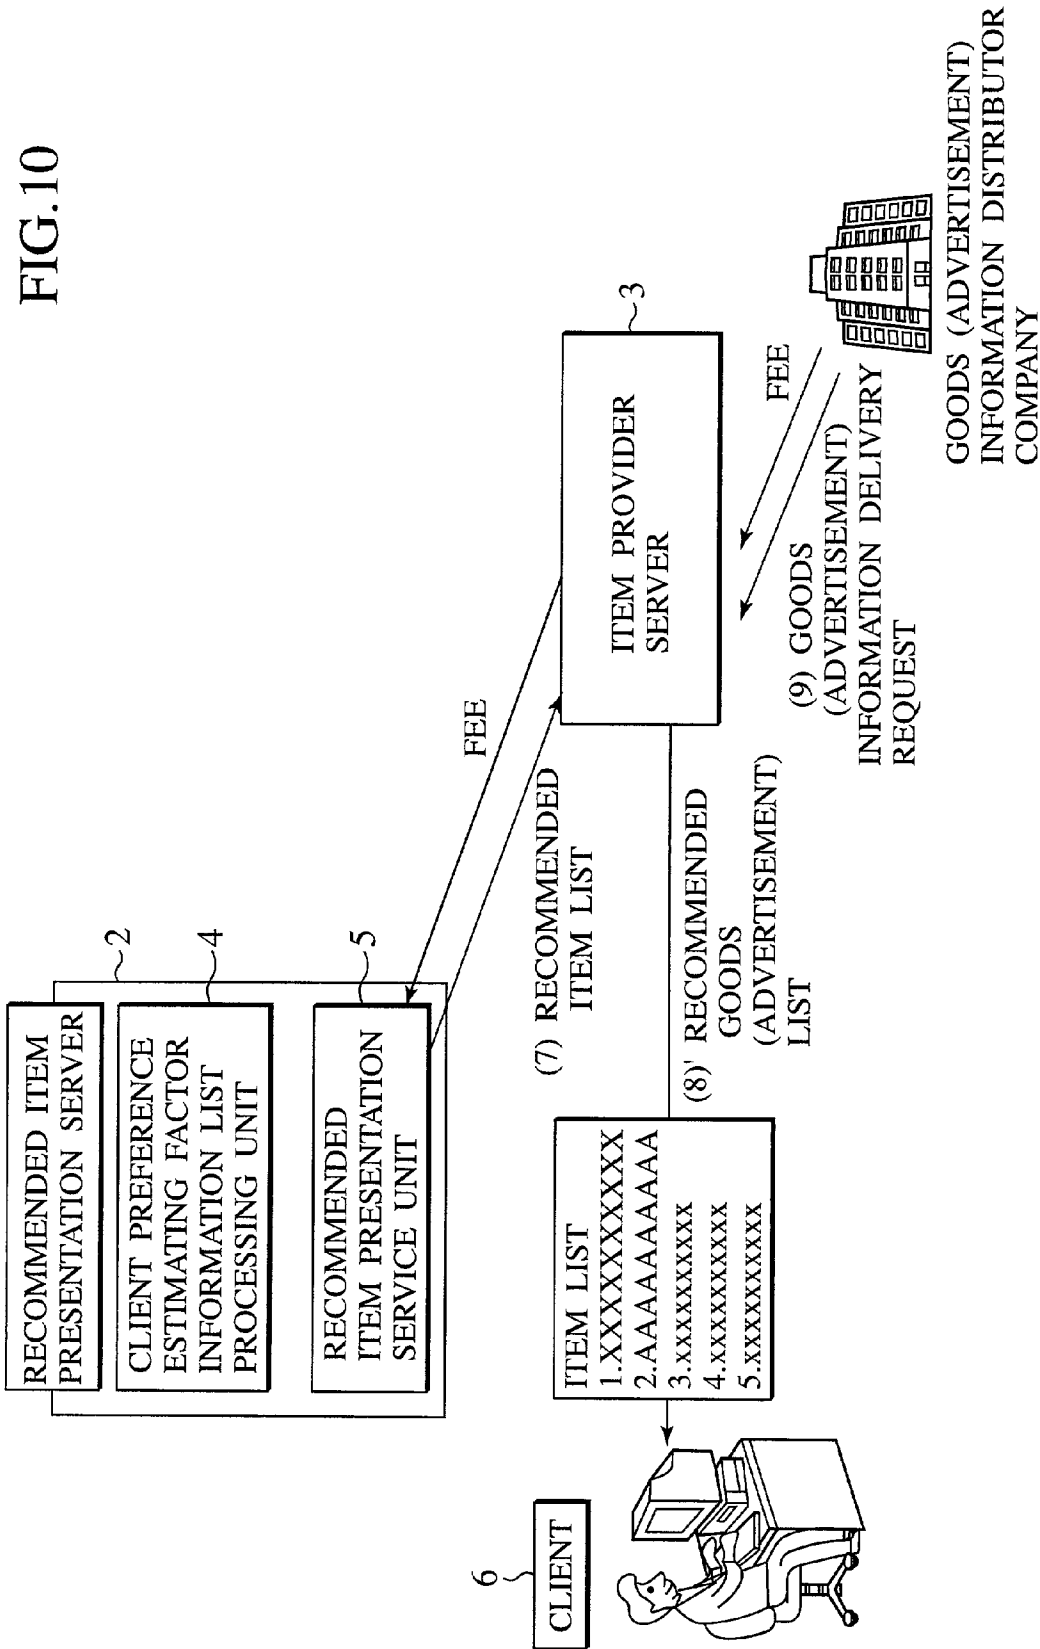 FIG.10
RECOMMENDED ITEM
PRESENTATION SERVER
2
CLIENT PREFERENCE
ESTIMATING FACTOR
INFORMATION LIST
PROCESSING UNIT
4
RECOMMENDED
ITEM PRESENTATION
SERVICE UNIT
5
FEE
(7) RECOMMENDED
ITEM LIST
6
CLIENT
ITEM LIST
1.XXXXXXXXXXX
2.AAAAAAAAAA
3.xxxxxxxxxx
4.xxxxxxxxxx
5.xxxxxxxxxx
(8)' RECOMMENDED
GOODS
(ADVERTISEMENT)
LIST
ITEM PROVIDER
SERVER
3
FEE
(9) GOODS
(ADVERTISEMENT)
INFORMATION DELIVERY
REQUEST
GOODS (ADVERTISEMENT)
INFORMATION DISTRIBUTOR
COMPANY